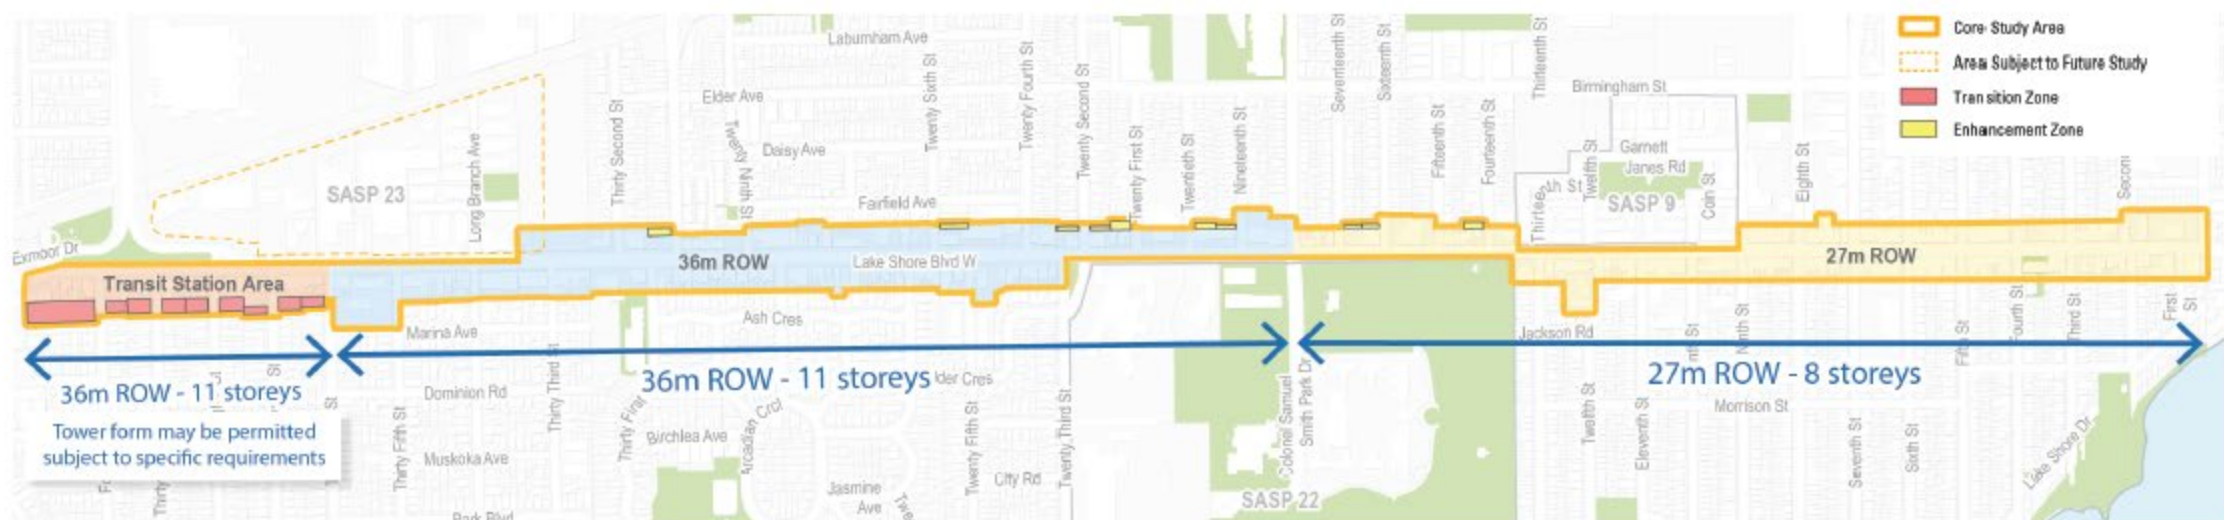 Core Study Area
Area Subject to Future Study
Transition Zone
Enhancement Zone
Laburnham Ave
Elder Ave
Daisy Ave
Fairfield Ave
Birmingham St
Garnett
Janes Rd
Thirty Second St
Twenty Ninth St
Twenty Sixth St
Twenty Fourth St
Twenty Second St
Twenty First St
Twentieth St
Nineteenth St
Seventeenth St
Sixteenth St
Fifteenth St
Fourteenth St
Thirteenth St
Twelfth St
Thirtee
th St
Coin St
Eighth St
Long Branch Ave
SASP 23
SASP 9
Exmoor Dr
Transit Station Area
36m ROW
Lake Shore Blvd W
27m ROW
Marina Ave
Ash Cres
Jackson Rd
Ninth St
Fifth St
Fourth St
Third St
First
St
36m ROW - 11 storeys
36m ROW - 11 storeys
27m ROW - 8 storeys
Tower form may be permitted
subject to specific requirements
Dominion Rd
Muskoka Ave
Park Blvd
Thirty Fifth St
Thirty Third St
Thirty First
Birchlea Ave
Arcadian Crcl
lder Cres
Jasmine
Ave
Twenty Fifth St
City Rd
Twenty Third St
Colonel Samuel
Smith Park Dr
SASP 22
Morrison St
Twelfth St
Eleventh St
Seventh St
Sixth St
Lake Shore Dr